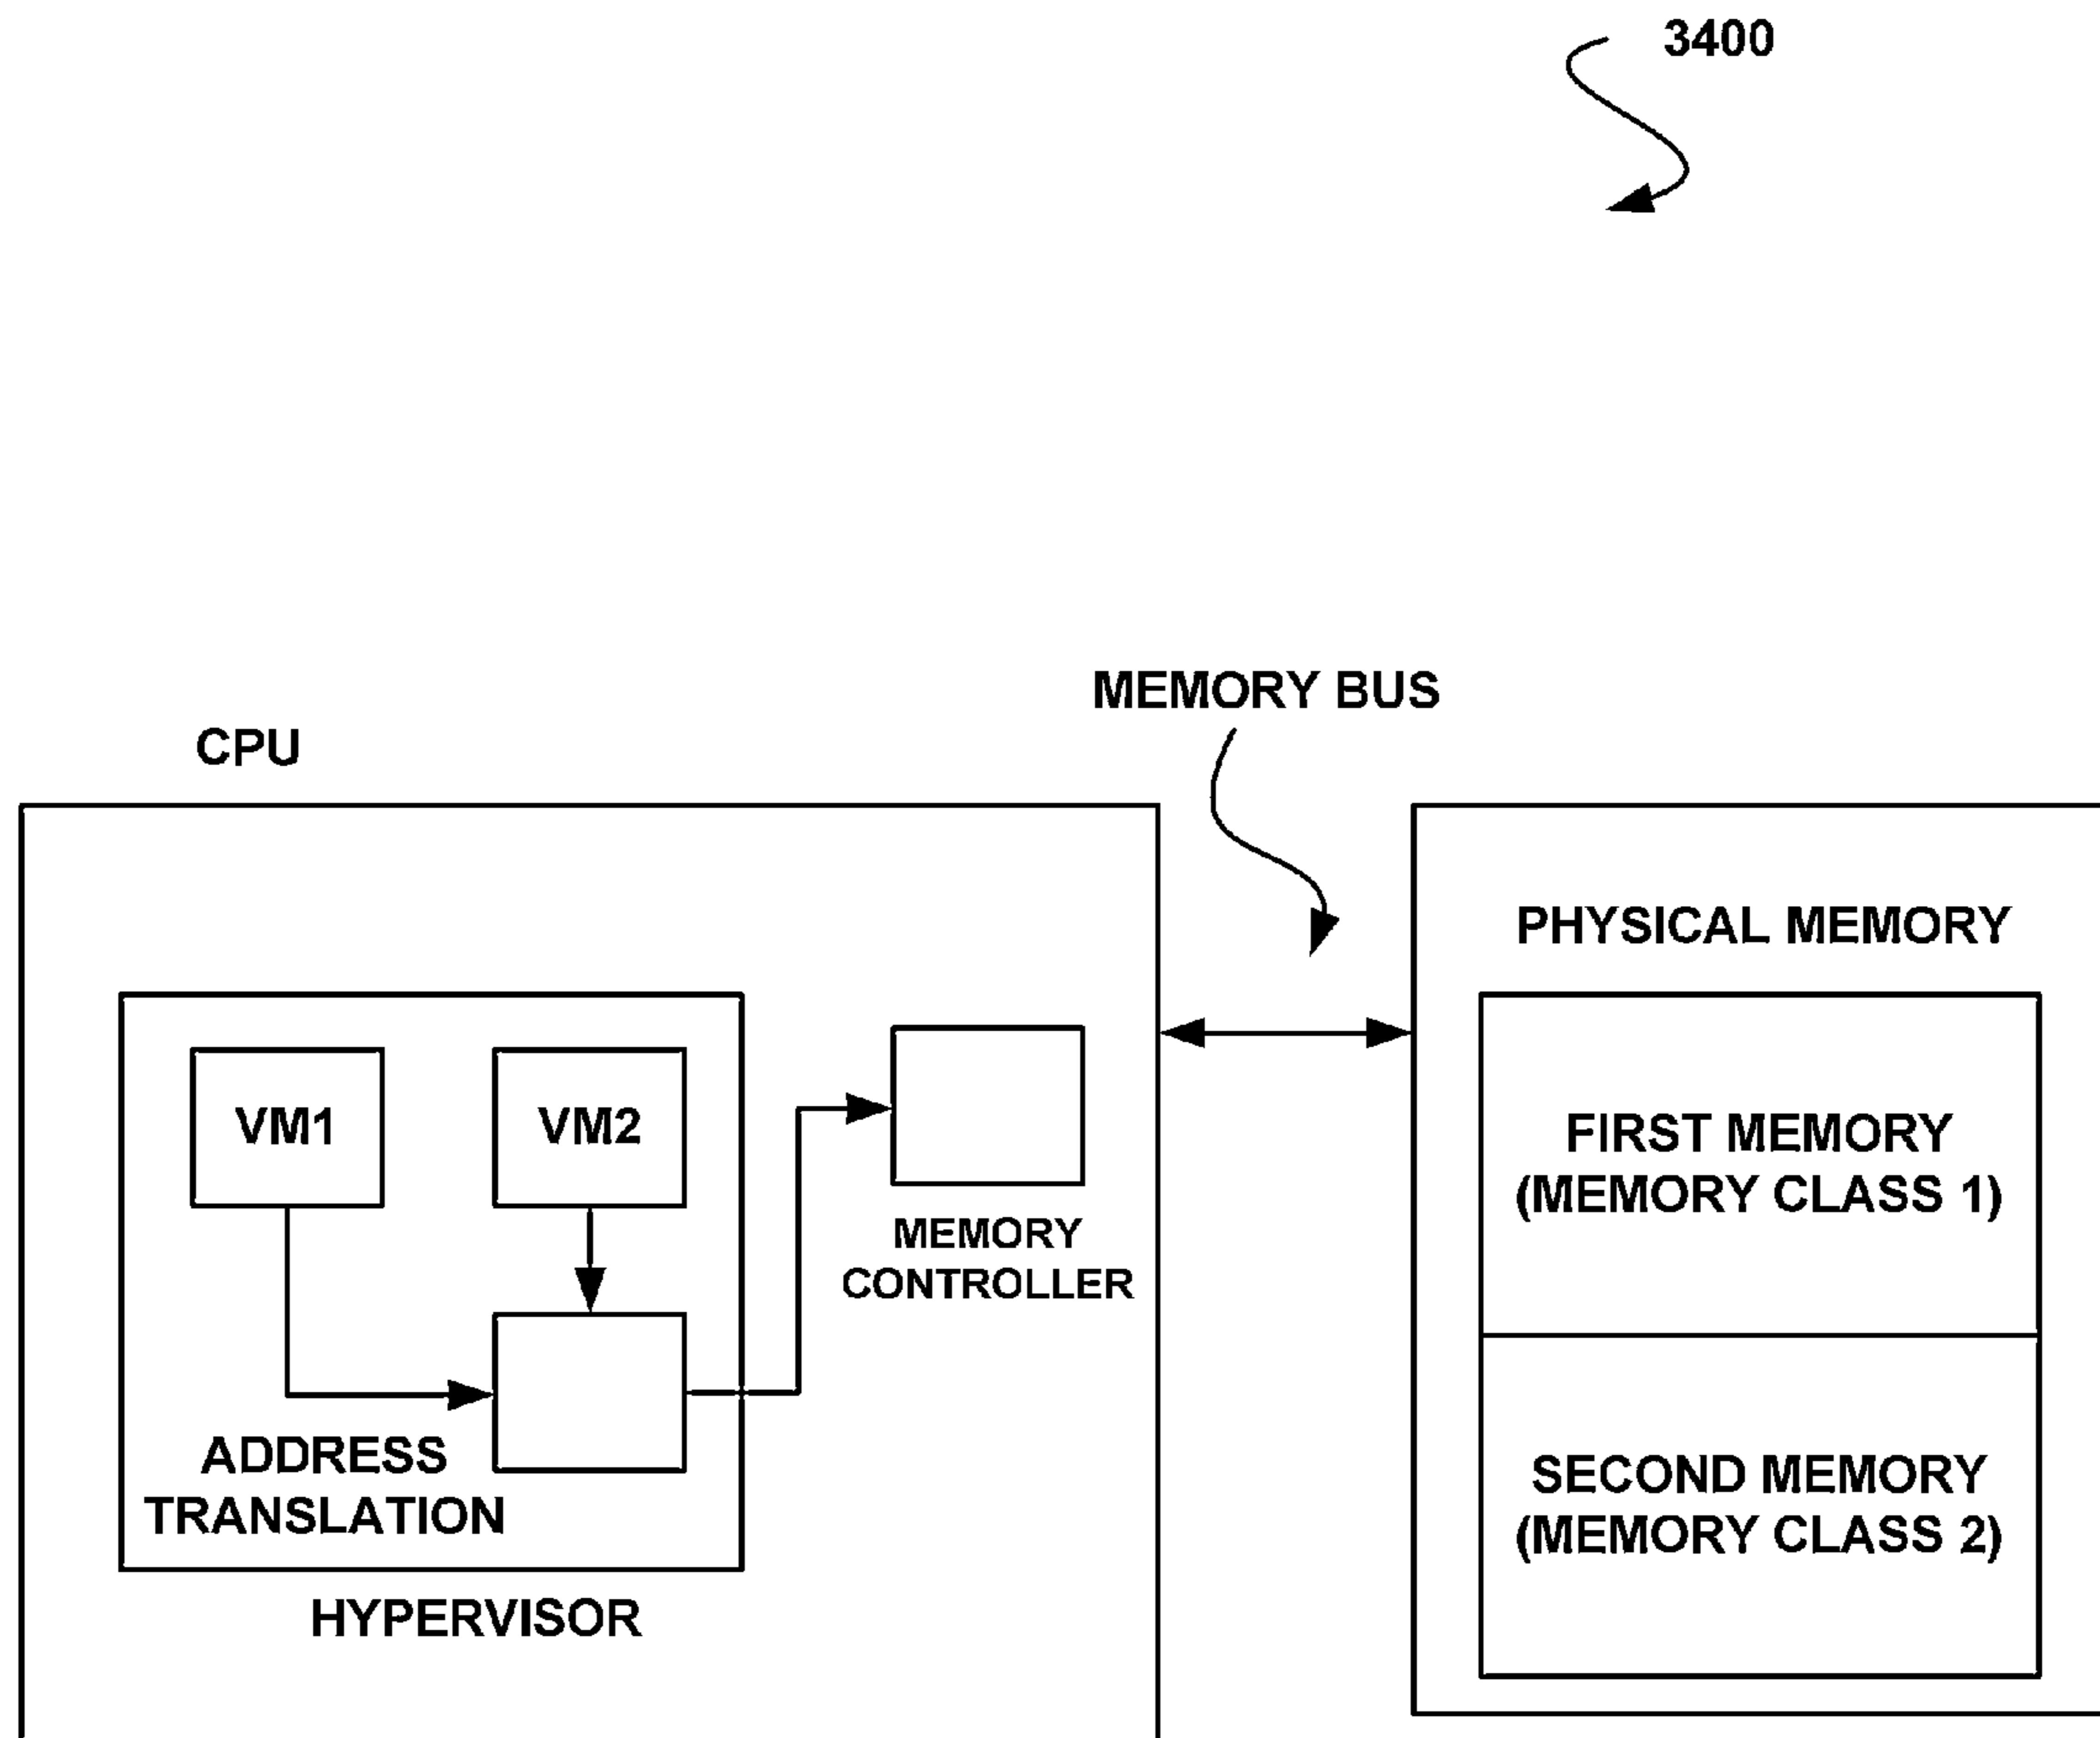 3400
MEMORY BUS
CPU
PHYSICAL MEMORY
VM1
VM2
FIRST MEMORY
(MEMORY CLASS 1)
MEMORY
CONTROLLER
ADDRESS
TRANSLATION
SECOND MEMORY
(MEMORY CLASS 2)
HYPERVISOR